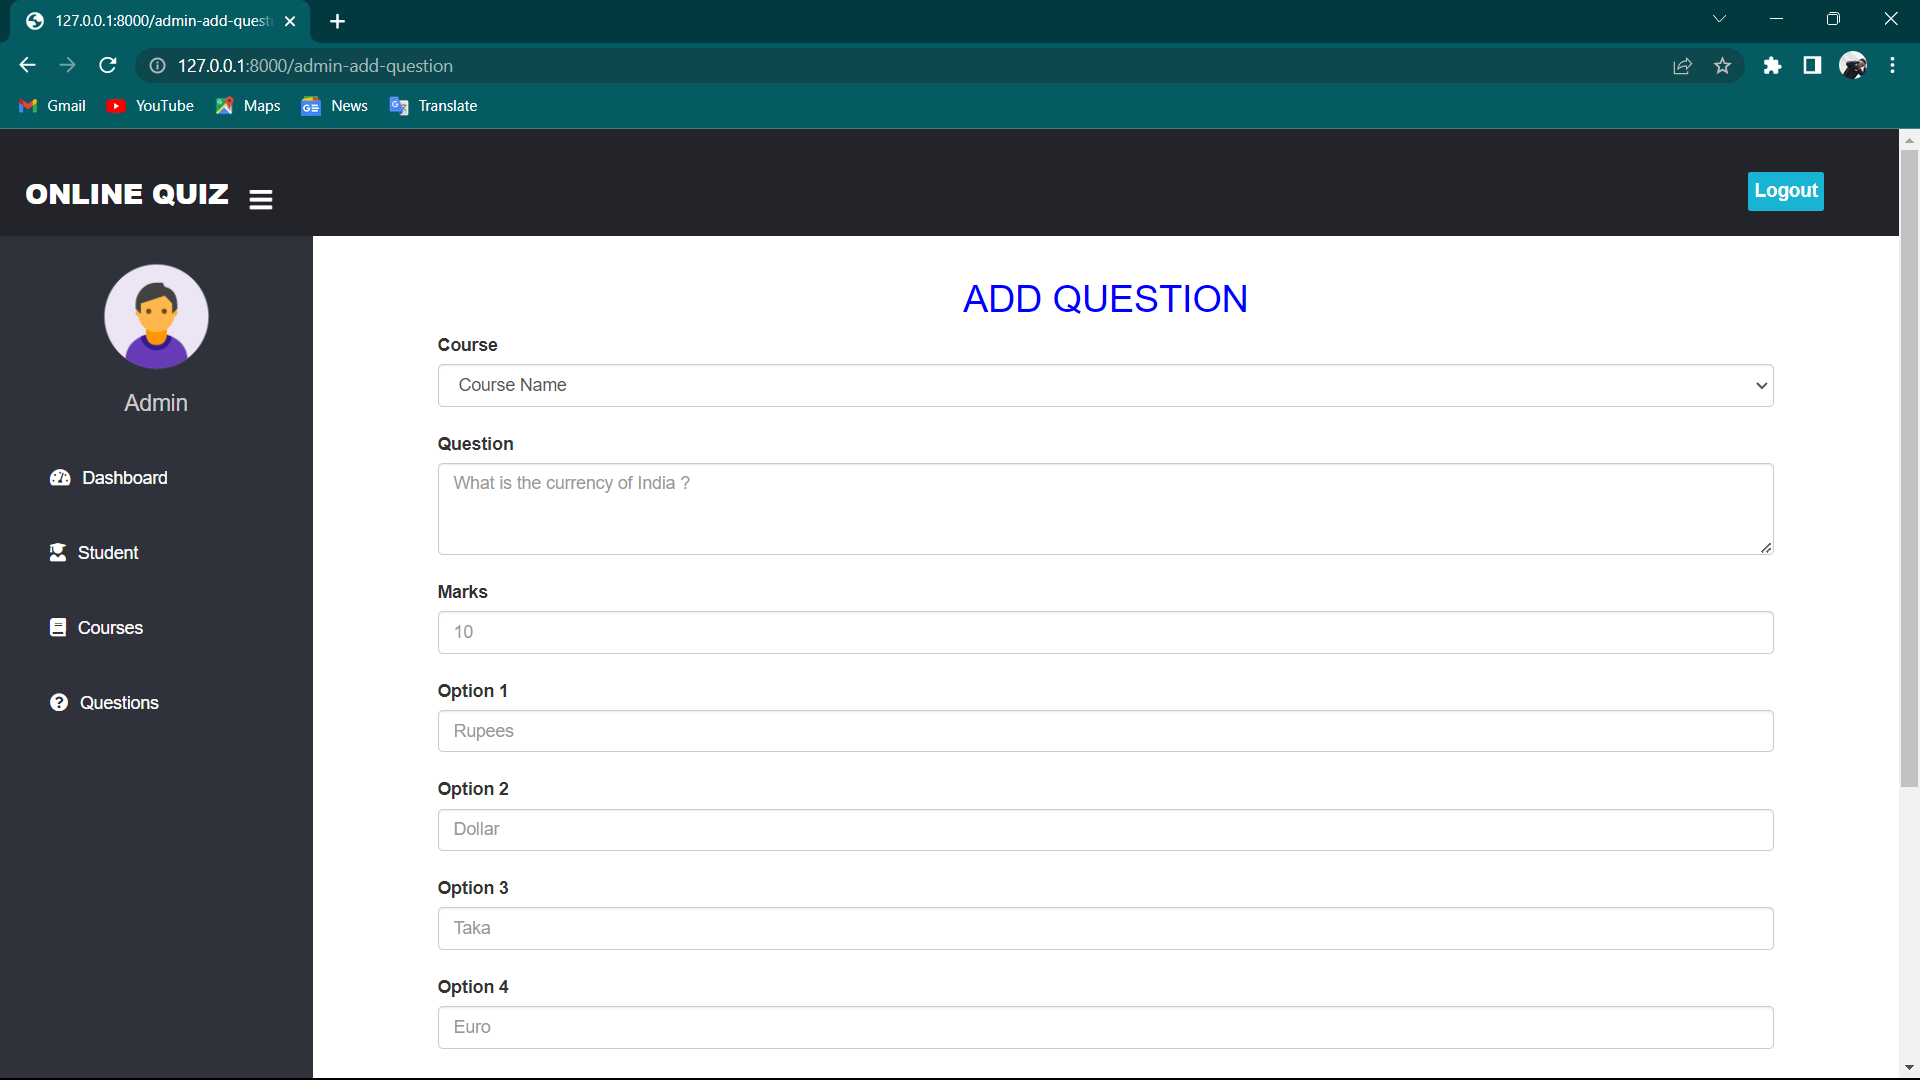 127.0.0.1:8000/admin-add-questi
127.0.0.1:8000/admin-add-question
Gmail YouTube Maps News Translate
ONLINE QUIZ
Logout
Admin
Dashboard
Student
Courses
Questions
ADD QUESTION
Course
Course Name
Question
What is the currency of India ?
Marks
10
Option 1
Rupees
Option 2
Dollar
Option 3
Taka
Option 4
Euro